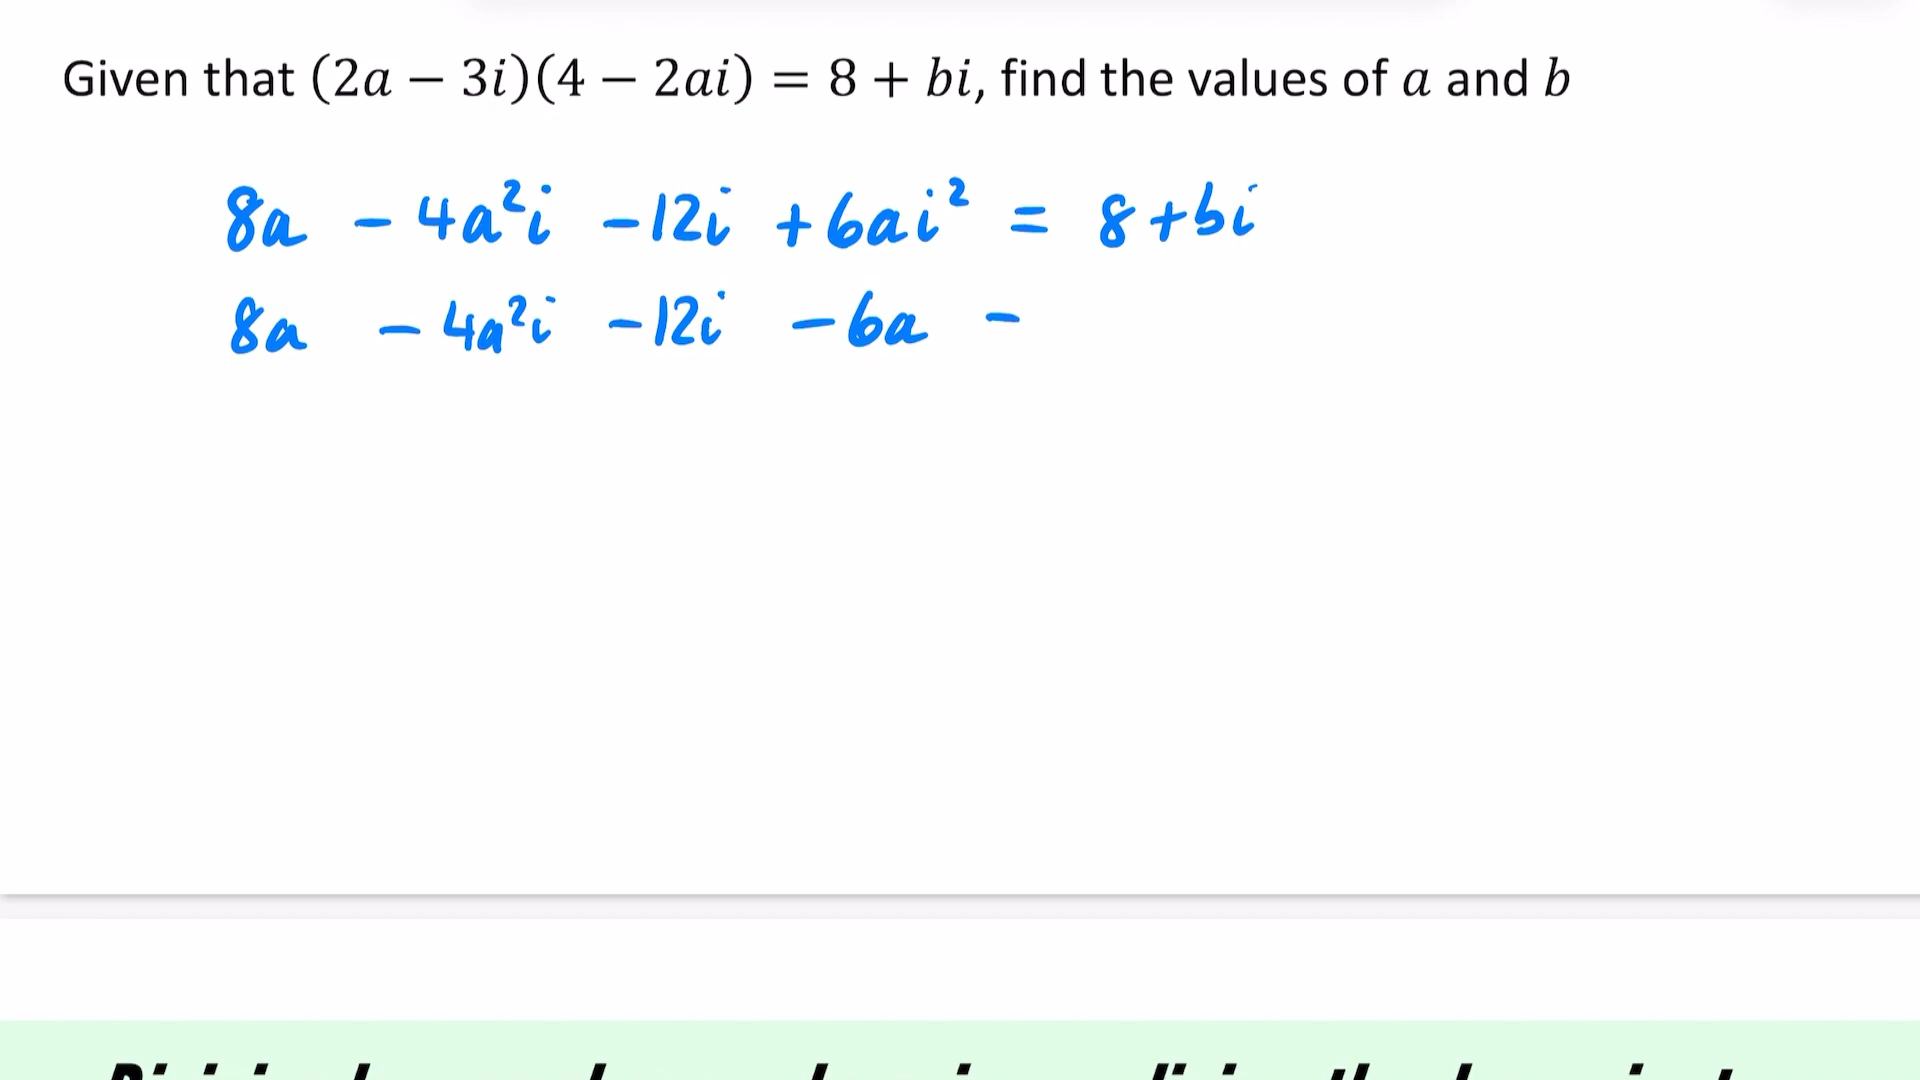 Given that (2a − 3i)(4 − 2ai) = 8 + bi, find the values of a and b
8a − 4a²i −12i +6ai² = 8+bi
8a − 4a²i −12i −6a −